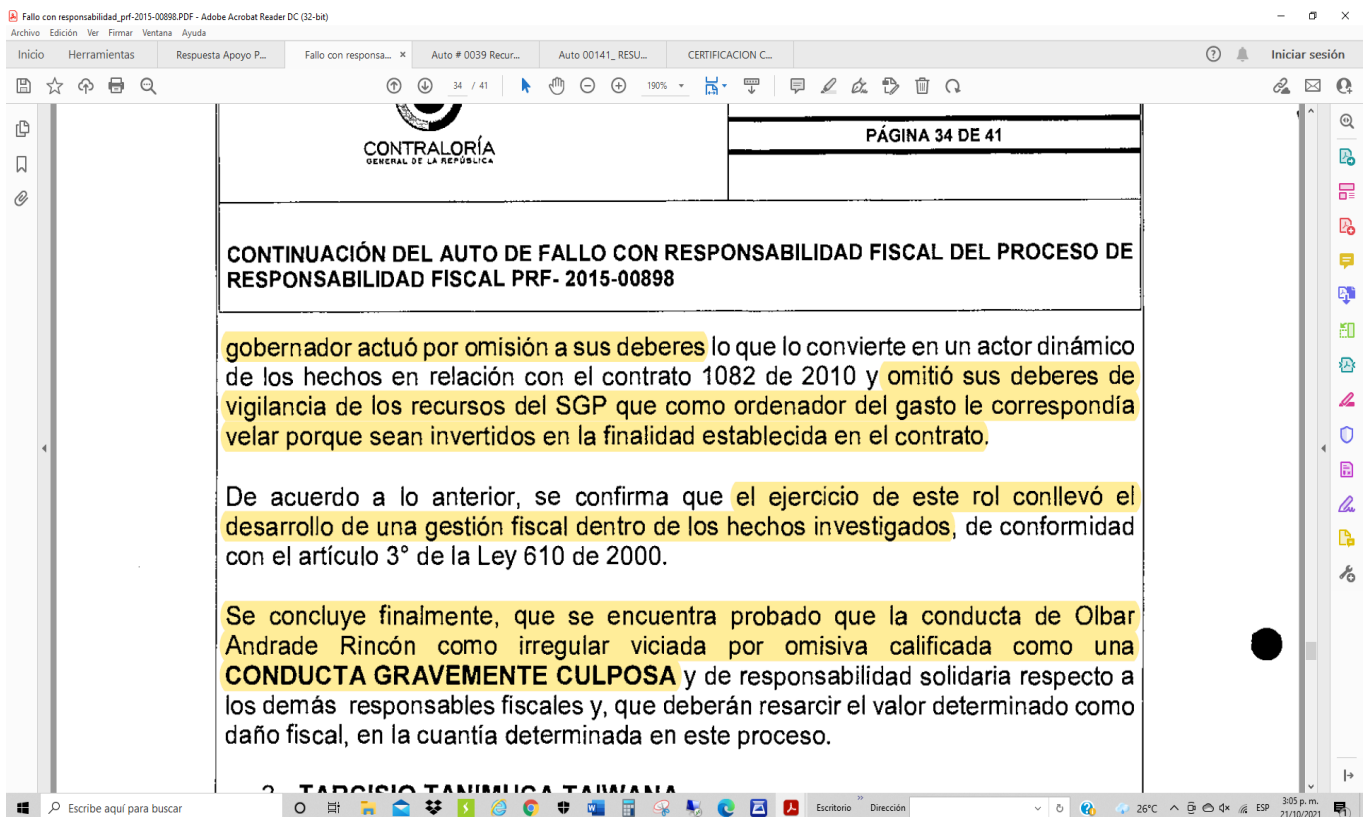 Fallo con responsabilidad_prf-2015-00898.PDF - Adobe Acrobat Reader DC (32-bit)
Archivo Edición Ver Firmar Ventana Ayuda
Inicio Herramientas Respuesta Apoyo P... Fallo con responsa... × Auto # 0039 Recur... Auto 00141_ RESU... CERTIFICACION C... Iniciar sesión
34 / 41 190%
CONTRALORÍA
GENERAL DE LA REPÚBLICA
PÁGINA 34 DE 41
CONTINUACIÓN DEL AUTO DE FALLO CON RESPONSABILIDAD FISCAL DEL PROCESO DE
RESPONSABILIDAD FISCAL PRF- 2015-00898
gobernador actuó por omisión a sus deberes lo que lo convierte en un actor dinámico
de los hechos en relación con el contrato 1082 de 2010 y omitió sus deberes de
vigilancia de los recursos del SGP que como ordenador del gasto le correspondía
velar porque sean invertidos en la finalidad establecida en el contrato.
De acuerdo a lo anterior, se confirma que el ejercicio de este rol conllevó el
desarrollo de una gestión fiscal dentro de los hechos investigados, de conformidad
con el artículo 3° de la Ley 610 de 2000.
Se concluye finalmente, que se encuentra probado que la conducta de Olbar
Andrade Rincón como irregular viciada por omisiva calificada como una
CONDUCTA GRAVEMENTE CULPOSA y de responsabilidad solidaria respecto a
los demás responsables fiscales y, que deberán resarcir el valor determinado como
daño fiscal, en la cuantía determinada en este proceso.
2. TARCISIO TANIMUCA TAIWANA
Escribe aquí para buscar Escritorio Dirección 26°C ESP 3:05 p. m.
21/10/2021